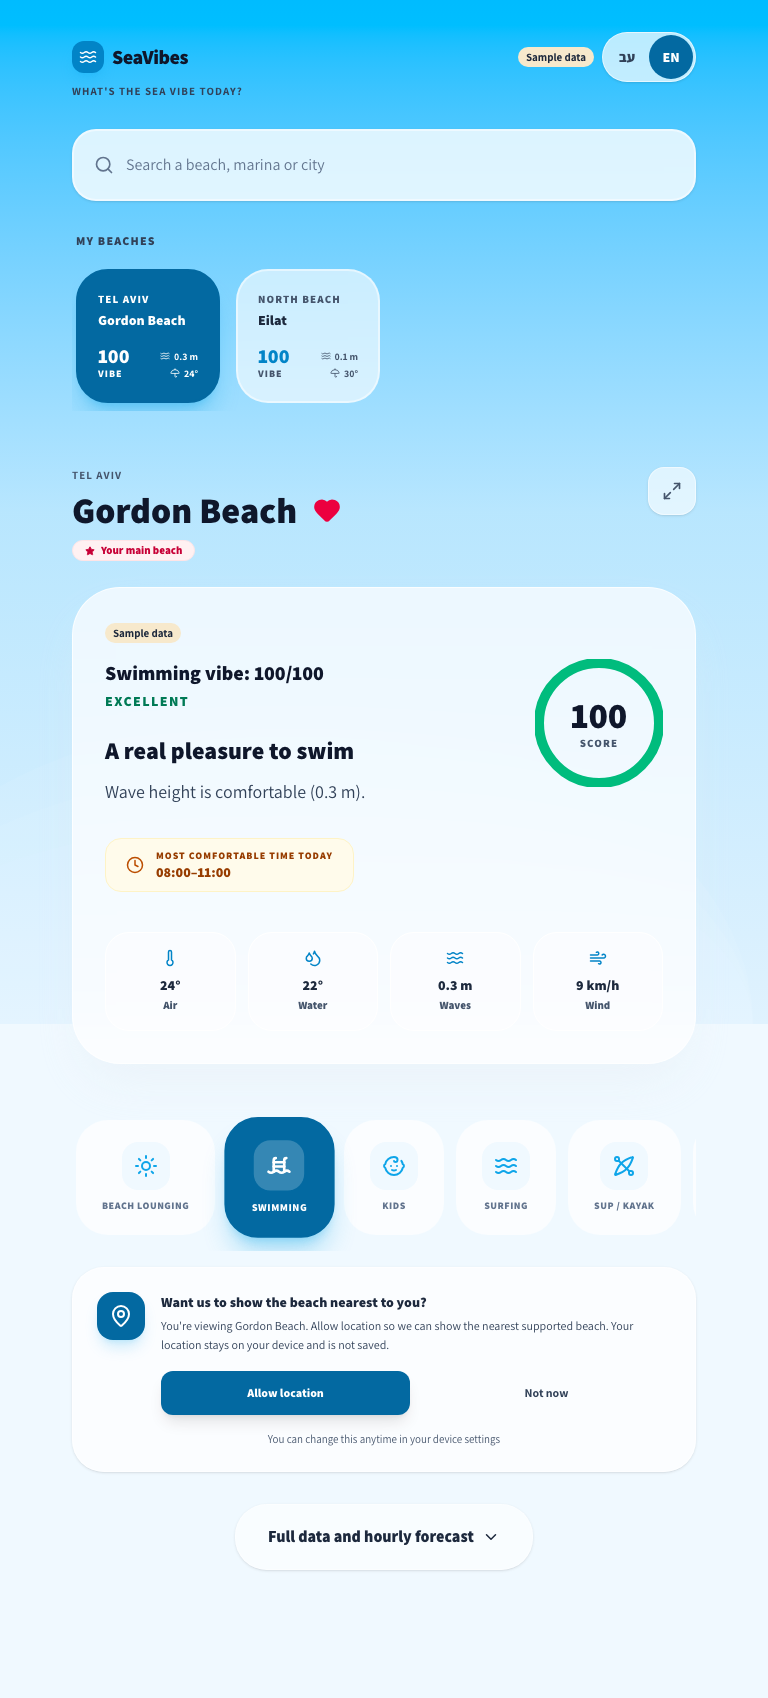 SeaVibes
Sample data
עב
EN
WHAT'S THE SEA VIBE TODAY?
Search a beach, marina or city
MY BEACHES
TEL AVIV
Gordon Beach
100
VIBE
0.3 m
24°
NORTH BEACH
Eilat
100
VIBE
0.1 m
30°
TEL AVIV
Gordon Beach
Your main beach
Sample data
Swimming vibe: 100/100
EXCELLENT
A real pleasure to swim
Wave height is comfortable (0.3 m).
100
SCORE
MOST COMFORTABLE TIME TODAY
08:00–11:00
24°
Air
22°
Water
0.3 m
Waves
9 km/h
Wind
BEACH LOUNGING
SWIMMING
KIDS
SURFING
SUP / KAYAK
Want us to show the beach nearest to you?
You're viewing Gordon Beach. Allow location so we can show the nearest supported beach. Your
location stays on your device and is not saved.
Allow location
Not now
You can change this anytime in your device settings
Full data and hourly forecast